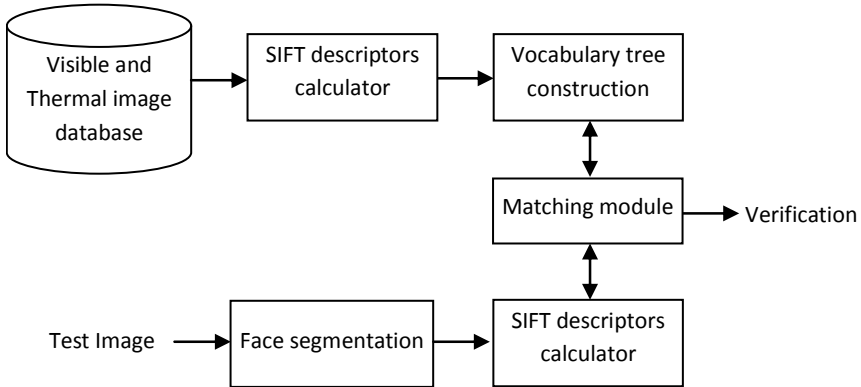 Visible and
Thermal image
database
SIFT descriptors
calculator
Vocabulary tree
construction
Matching module
Verification
Test Image
Face segmentation
SIFT descriptors
calculator